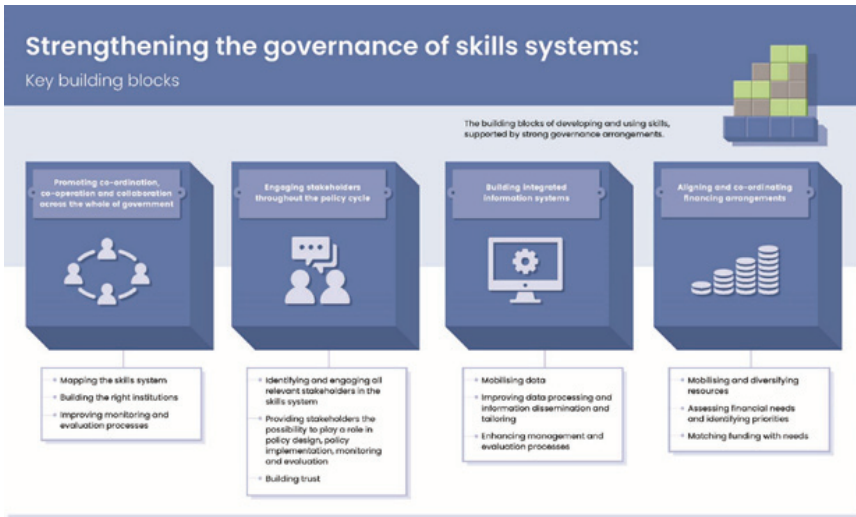 Strengthening the governance of skills systems:
Key building blocks
The building blocks of developing and using skills,
supported by strong governance arrangements.
Promoting co-ordination,
co-operation and collaboration
across the whole of government
Mapping the skills system
Building the right institutions
Improving monitoring and
evaluation processes
Engaging stakeholders
throughout the policy cycle
Identifying and engaging all
relevant stakeholders in the
skills system
Providing stakeholders the
possibility to play a role in
policy design, policy
implementation, monitoring
and evaluation
Building trust
Building integrated
information systems
Mobilising data
Improving data processing and
information dissemination and
tailoring
Enhancing management and
evaluation processes
Aligning and co-ordinating
financing arrangements
Mobilising and diversifying
resources
Assessing financial needs
and identifying priorities
Matching funding with needs